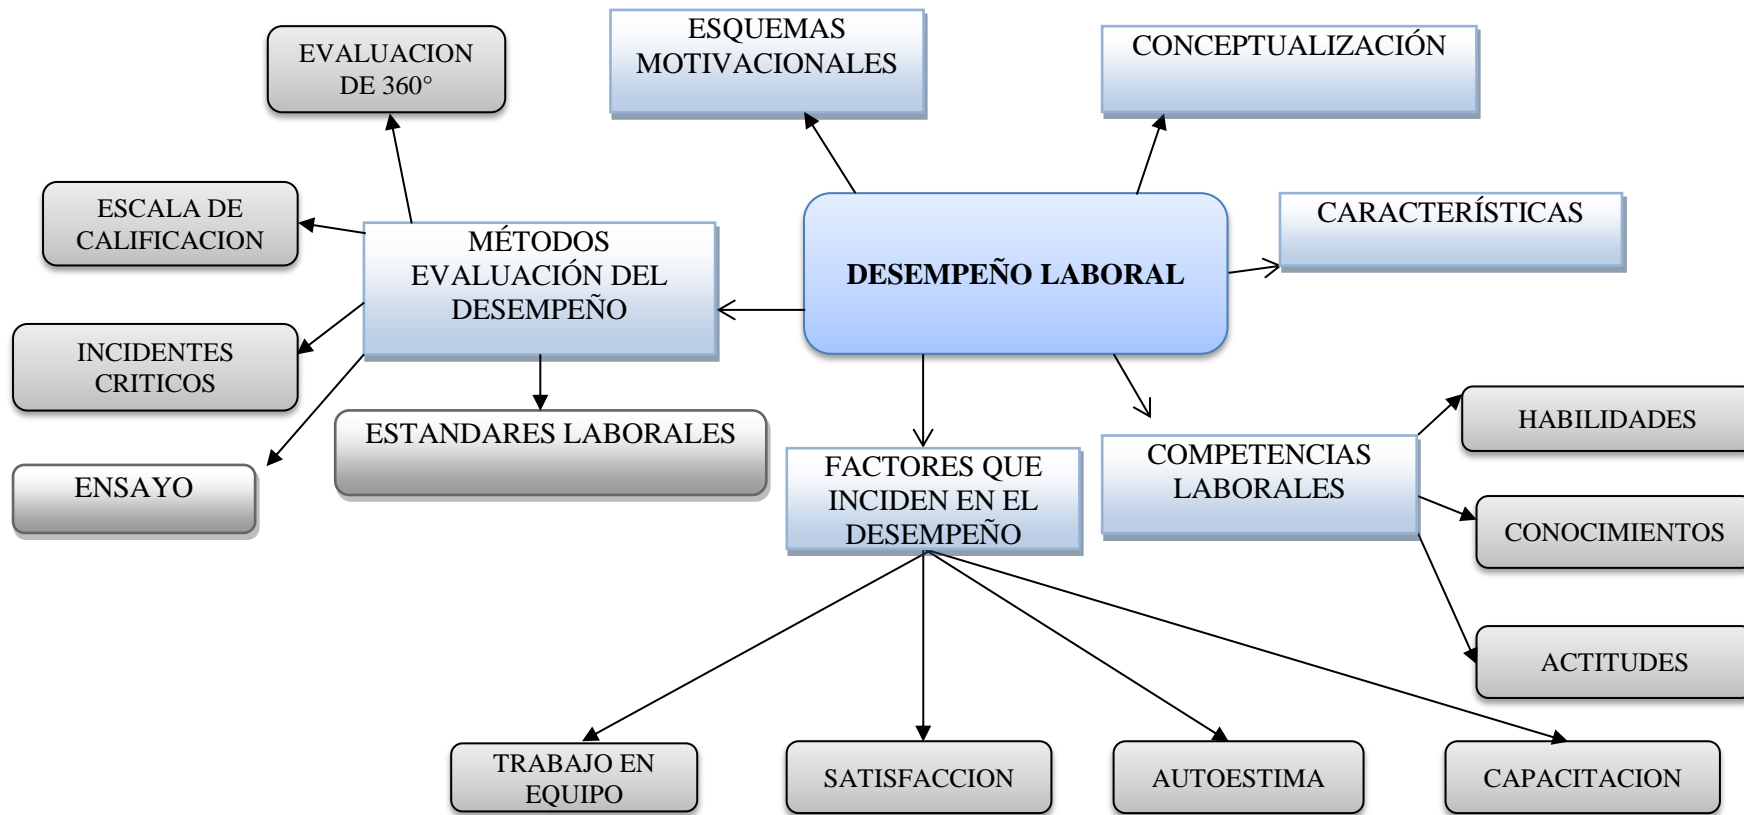 ESQUEMAS
MOTIVACIONALES
CONCEPTUALIZACIÓN
EVALUACION
DE 360°
ESCALA DE
CALIFICACION
MÉTODOS
EVALUACIÓN DEL
DESEMPEÑO
DESEMPEÑO LABORAL
CARACTERÍSTICAS
INCIDENTES
CRITICOS
ENSAYO
ESTANDARES LABORALES
FACTORES QUE
INCIDEN EN EL
DESEMPEÑO
COMPETENCIAS
LABORALES
HABILIDADES
CONOCIMIENTOS
ACTITUDES
TRABAJO EN
EQUIPO
SATISFACCION
AUTOESTIMA
CAPACITACION